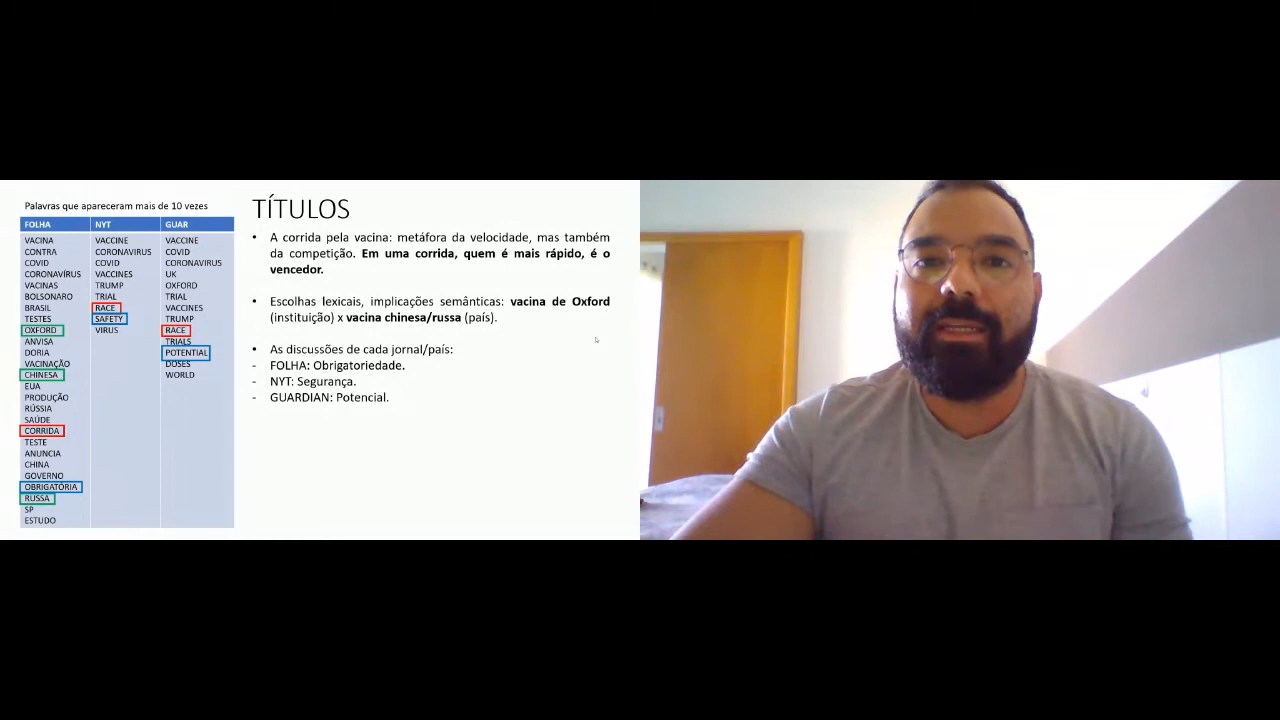 Palavras que apareceram mais de 10 vezes
FOLHA NYT GUAR
VACINA VACCINE VACCINE
CONTRA CORONAVIRUS COVID
COVID COVID CORONAVIRUS
CORONAVÍRUS VACCINES UK
VACINAS TRUMP OXFORD
BOLSONARO TRIAL TRIAL
BRASIL RACE VACCINES
TESTES SAFETY TRUMP
OXFORD VIRUS RACE
ANVISA TRIALS
DORIA POTENTIAL
VACINAÇÃO DOSES
CHINESA WORLD
EUA
PRODUÇÃO
RÚSSIA
SAÚDE
CORRIDA
TESTE
ANUNCIA
CHINA
GOVERNO
OBRIGATÓRIA
RUSSA
SP
ESTUDO
TÍTULOS
• A corrida pela vacina: metáfora da velocidade, mas também
da competição. Em uma corrida, quem é mais rápido, é o
vencedor.
• Escolhas lexicais, implicações semânticas: vacina de Oxford
(instituição) x vacina chinesa/russa (país).
• As discussões de cada jornal/país:
- FOLHA: Obrigatoriedade.
- NYT: Segurança.
- GUARDIAN: Potencial.